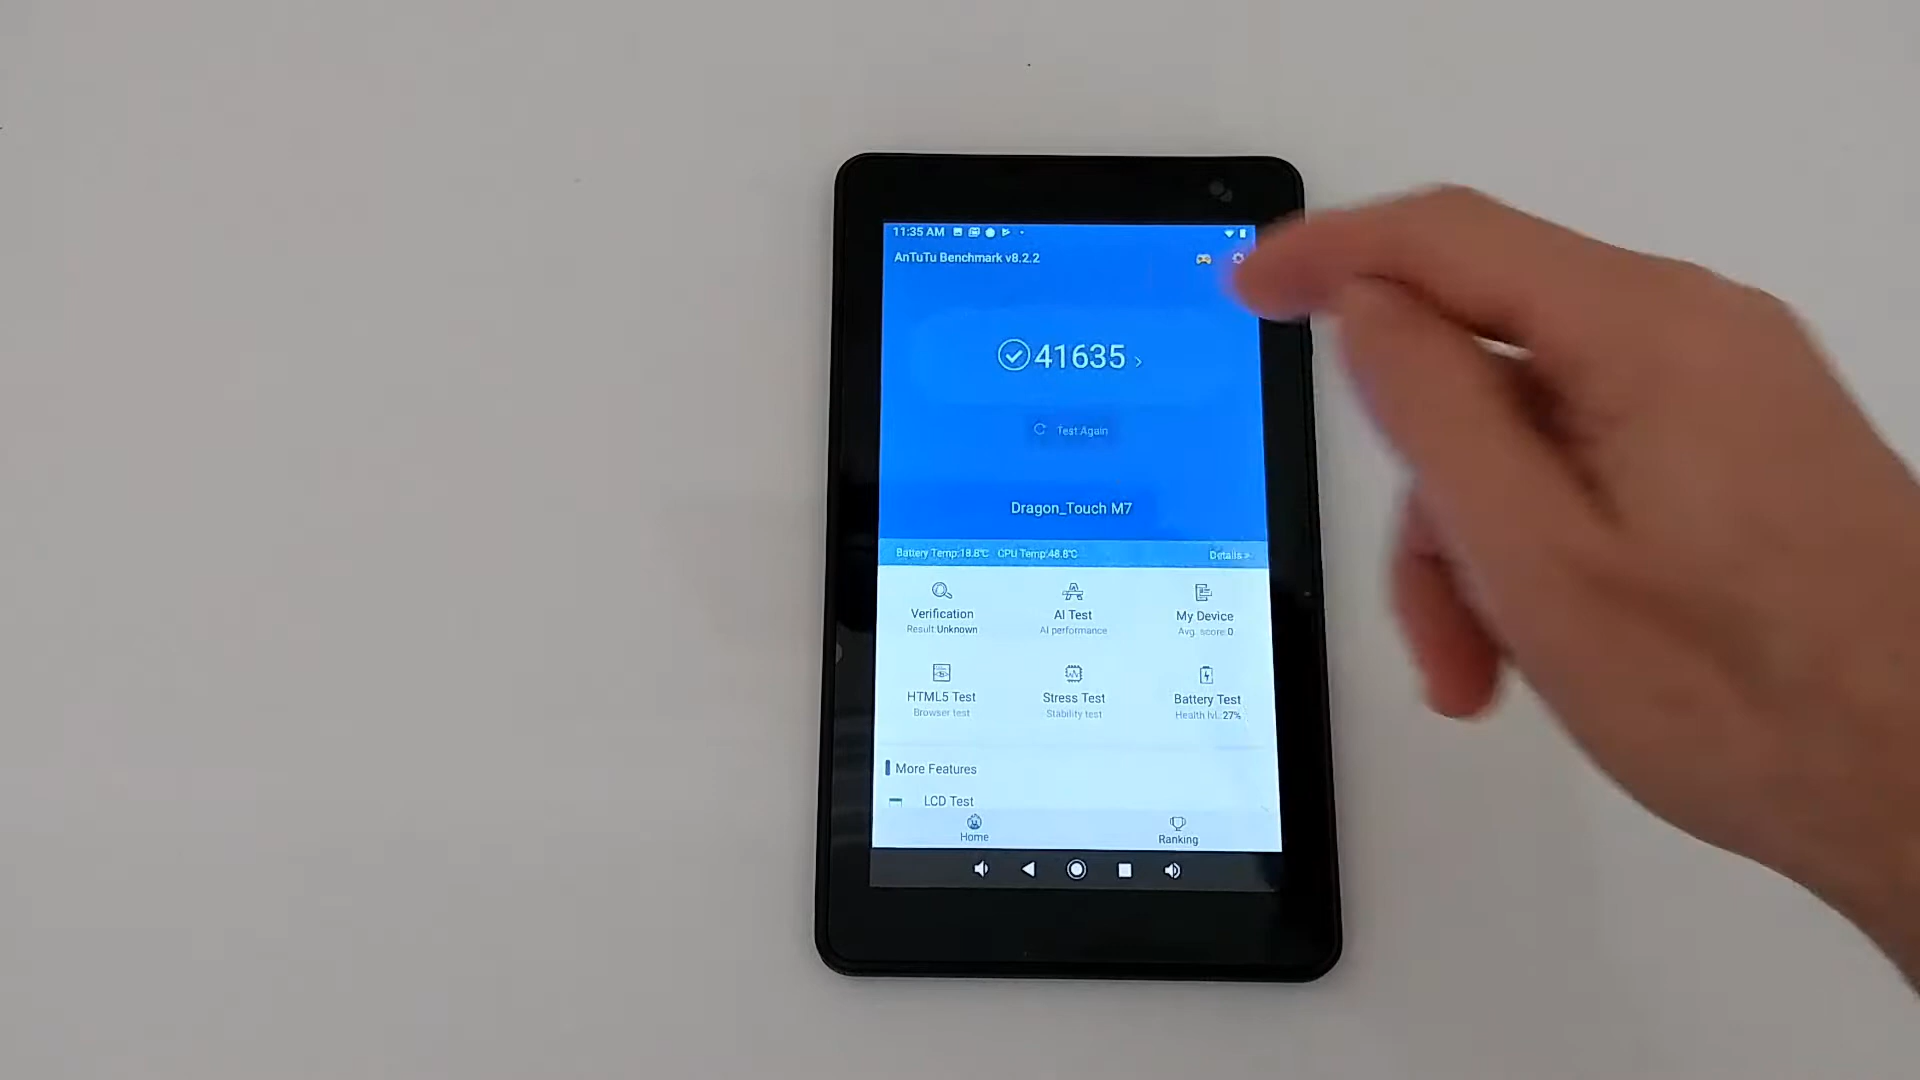 11:35 AM
AnTuTu Benchmark v8.2.2
41635 >
Test Again
Dragon_Touch M7
Battery Temp:18.8℃ CPU Temp:48.8℃ Details >
Verification AI Test My Device
Result:Unknown AI performance Avg. score:0
HTML5 Test Stress Test Battery Test
Browser test Stability test Health lvl.:27%
More Features
LCD Test
Home Ranking